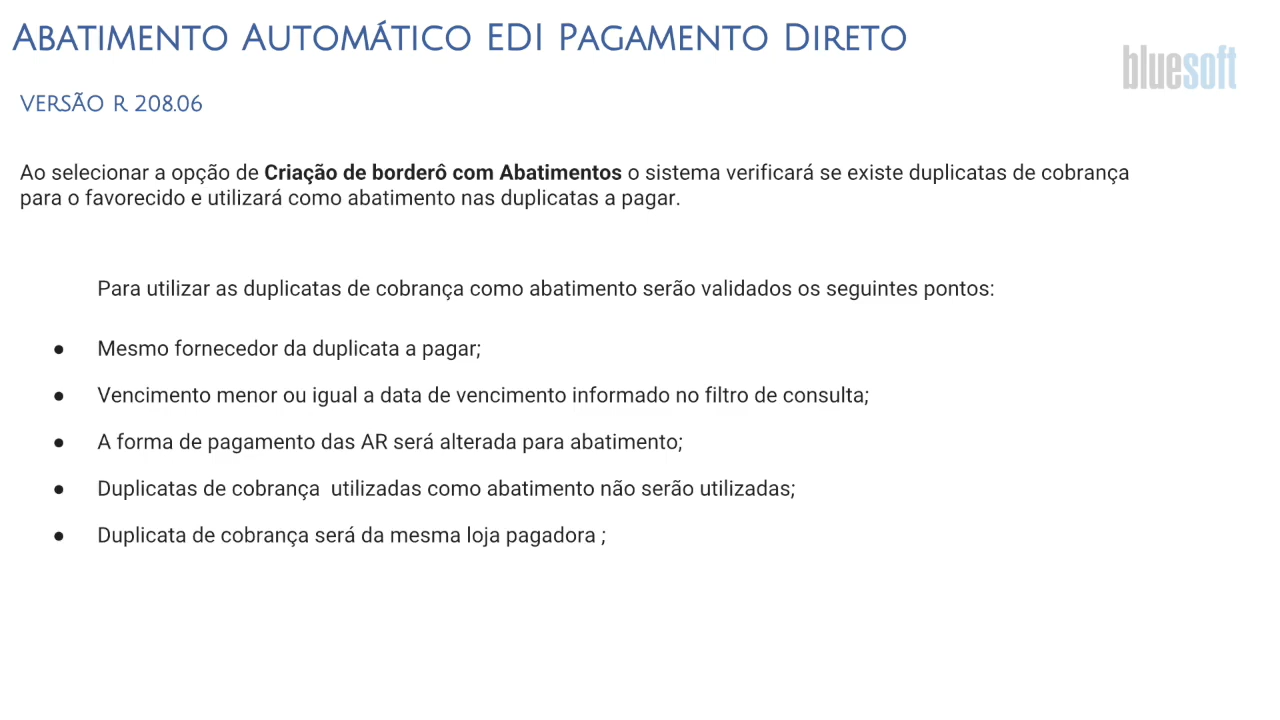 Abatimento Automático EDI Pagamento Direto
bluesoft
versão r 208.06
Ao selecionar a opção de Criação de borderô com Abatimentos o sistema verificará se existe duplicatas de cobrança
para o favorecido e utilizará como abatimento nas duplicatas a pagar.
Para utilizar as duplicatas de cobrança como abatimento serão validados os seguintes pontos:
● Mesmo fornecedor da duplicata a pagar;
● Vencimento menor ou igual a data de vencimento informado no filtro de consulta;
● A forma de pagamento das AR será alterada para abatimento;
● Duplicatas de cobrança  utilizadas como abatimento não serão utilizadas;
● Duplicata de cobrança será da mesma loja pagadora ;